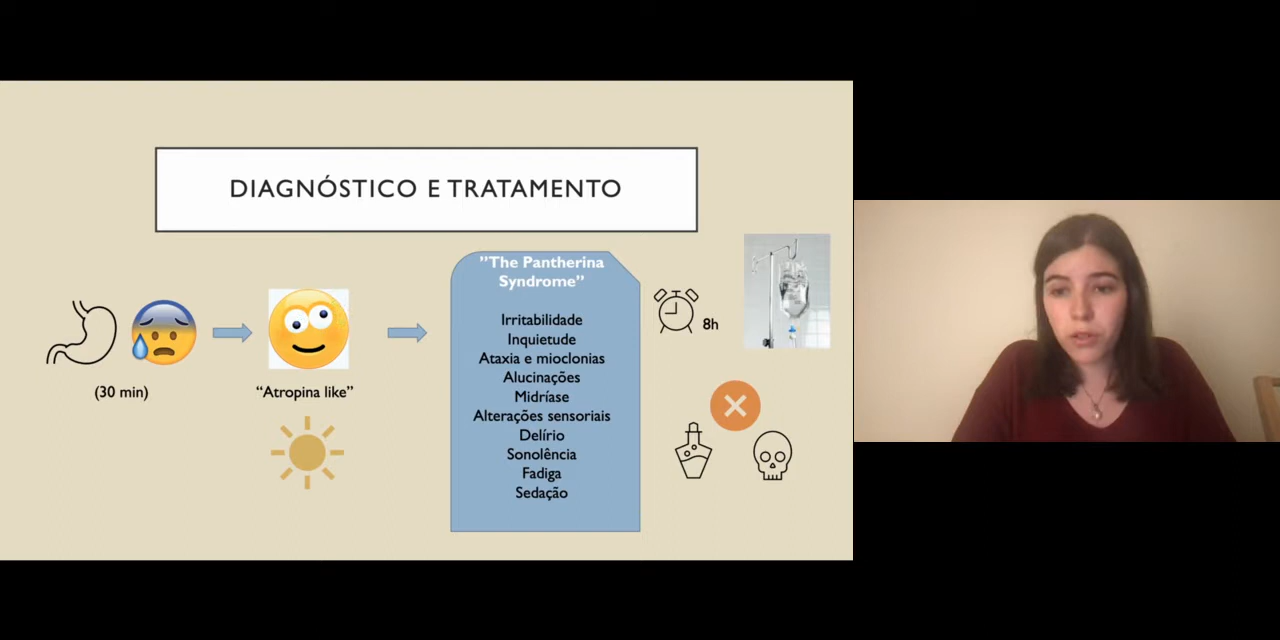 DIAGNÓSTICO E TRATAMENTO
(30 min)
“Atropina like”
”The Pantherina
Syndrome”
Irritabilidade
Inquietude
Ataxia e mioclonias
Alucinações
Midríase
Alterações sensoriais
Delírio
Sonolência
Fadiga
Sedação
8h